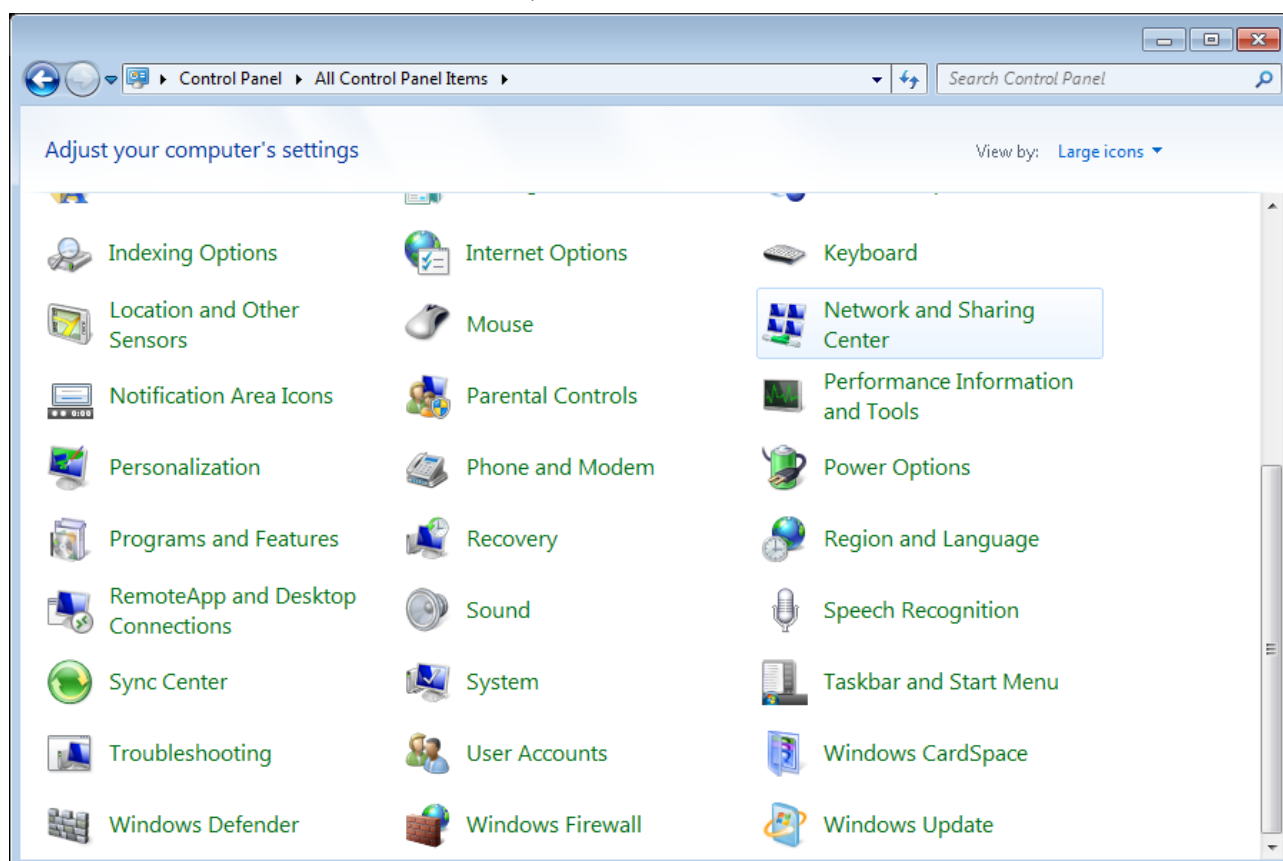 Control Panel All Control Panel Items Search Control Panel
Adjust your computer's settings View by: Large icons
Indexing Options Internet Options Keyboard
Location and Other
Sensors
Mouse
Network and Sharing
Center
Notification Area Icons Parental Controls
Performance Information
and Tools
Personalization Phone and Modem Power Options
Programs and Features Recovery Region and Language
RemoteApp and Desktop
Connections
Sound Speech Recognition
Sync Center System Taskbar and Start Menu
Troubleshooting User Accounts Windows CardSpace
Windows Defender Windows Firewall Windows Update